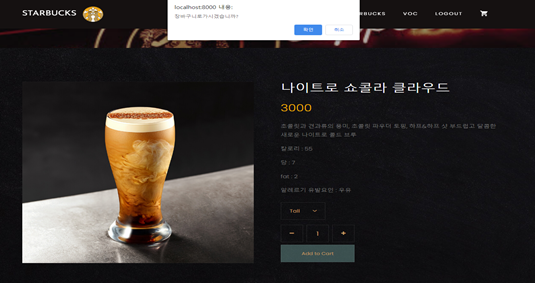 STARBUCKS
localhost:8000 내용:
장바구니로가시겠습니까?
확인
취소
VOC
LOGOUT
나이트로 쇼콜라 클라우드
3000
초콜릿과 견과류의 풍미, 초콜릿 파우더 토핑, 하프&하프 샷 부드럽고 달콤한
새로운 나이트로 콜드 브루
칼로리 : 55
당 : 7
fat : 2
알레르기 유발요인 : 우유
Tall
-
1
+
Add to Cart